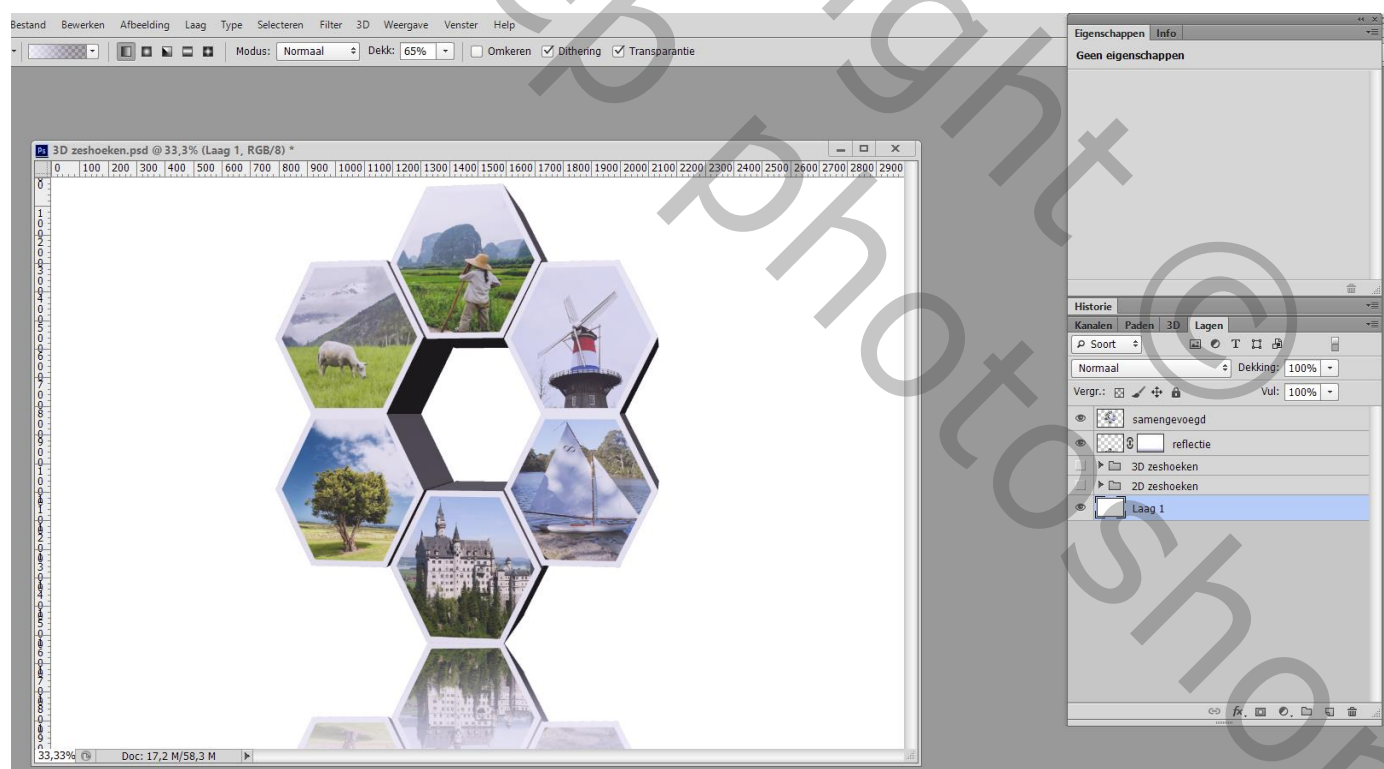 Bestand Bewerken Afbeelding Laag Type Selecteren Filter 3D Weergave Venster Help
Modus: Normaal Dekk: 65% Omkeren Dithering Transparantie
Eigenschappen Info
Geen eigenschappen
3D zeshoeken.psd @ 33,3% (Laag 1, RGB/8) *
0 100 200 300 400 500 600 700 800 900 1000 1100 1200 1300 1400 1500 1600 1700 1800 1900 2000 2100 2200 2300 2400 2500 2600 2700 2800 2900
Historie
Kanalen Paden 3D Lagen
Soort
Normaal Dekking: 100%
Vergr.: Vul: 100%
samengevoegd
reflectie
3D zeshoeken
2D zeshoeken
Laag 1
33,33% Doc: 17,2 M/58,3 M